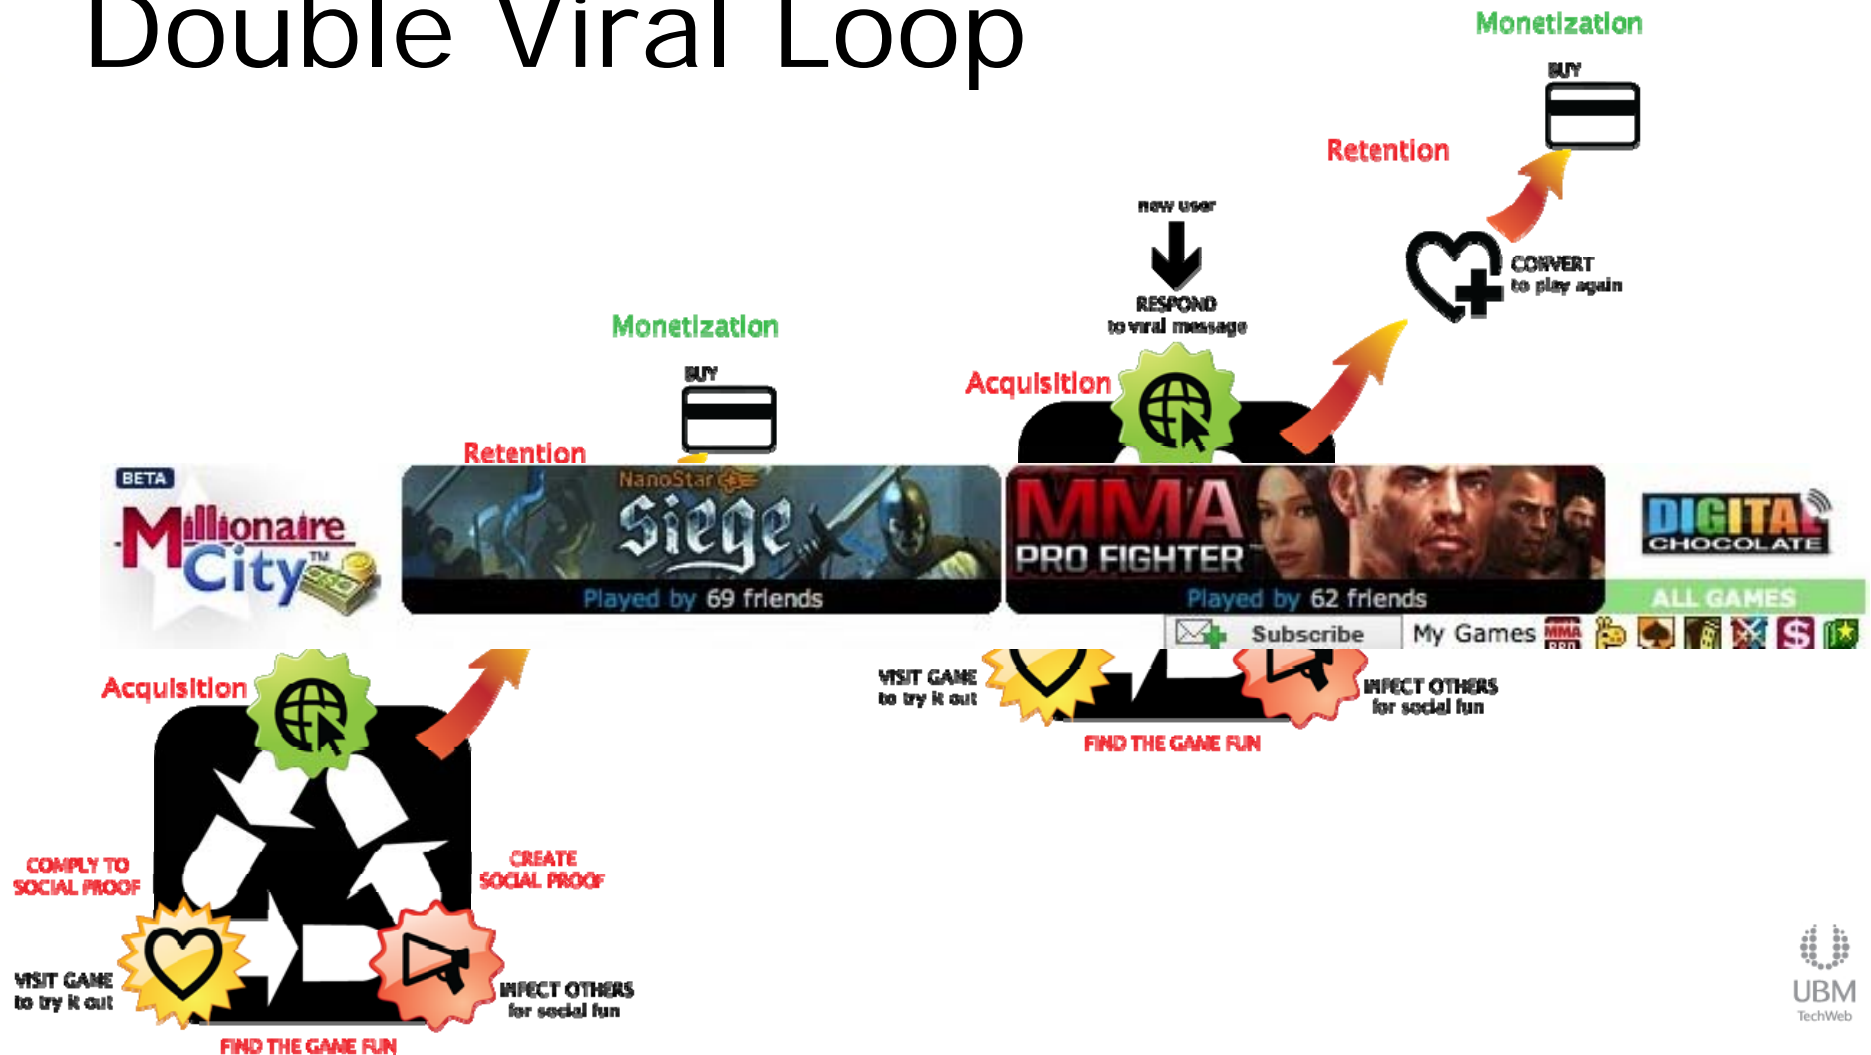 Double Viral Loop
Monetization
BUY
Retention
new user
CONVERT
to play again
RESPOND
to viral message
Monetization
BUY
Acquisition
Retention
BETA
Millionaire
City™
NanoStar
Siege
Played by 69 friends
MMA
PRO FIGHTER
Played by 62 friends
DIGITAL
CHOCOLATE
ALL GAMES
Subscribe
My Games
MMA
PRO
VISIT GAME
to try it out
INFECT OTHERS
for social fun
FIND THE GAME FUN
Acquisition
COMPLY TO
SOCIAL PROOF
CREATE
SOCIAL PROOF
VISIT GAME
to try it out
INFECT OTHERS
for social fun
FIND THE GAME FUN
UBM
TechWeb